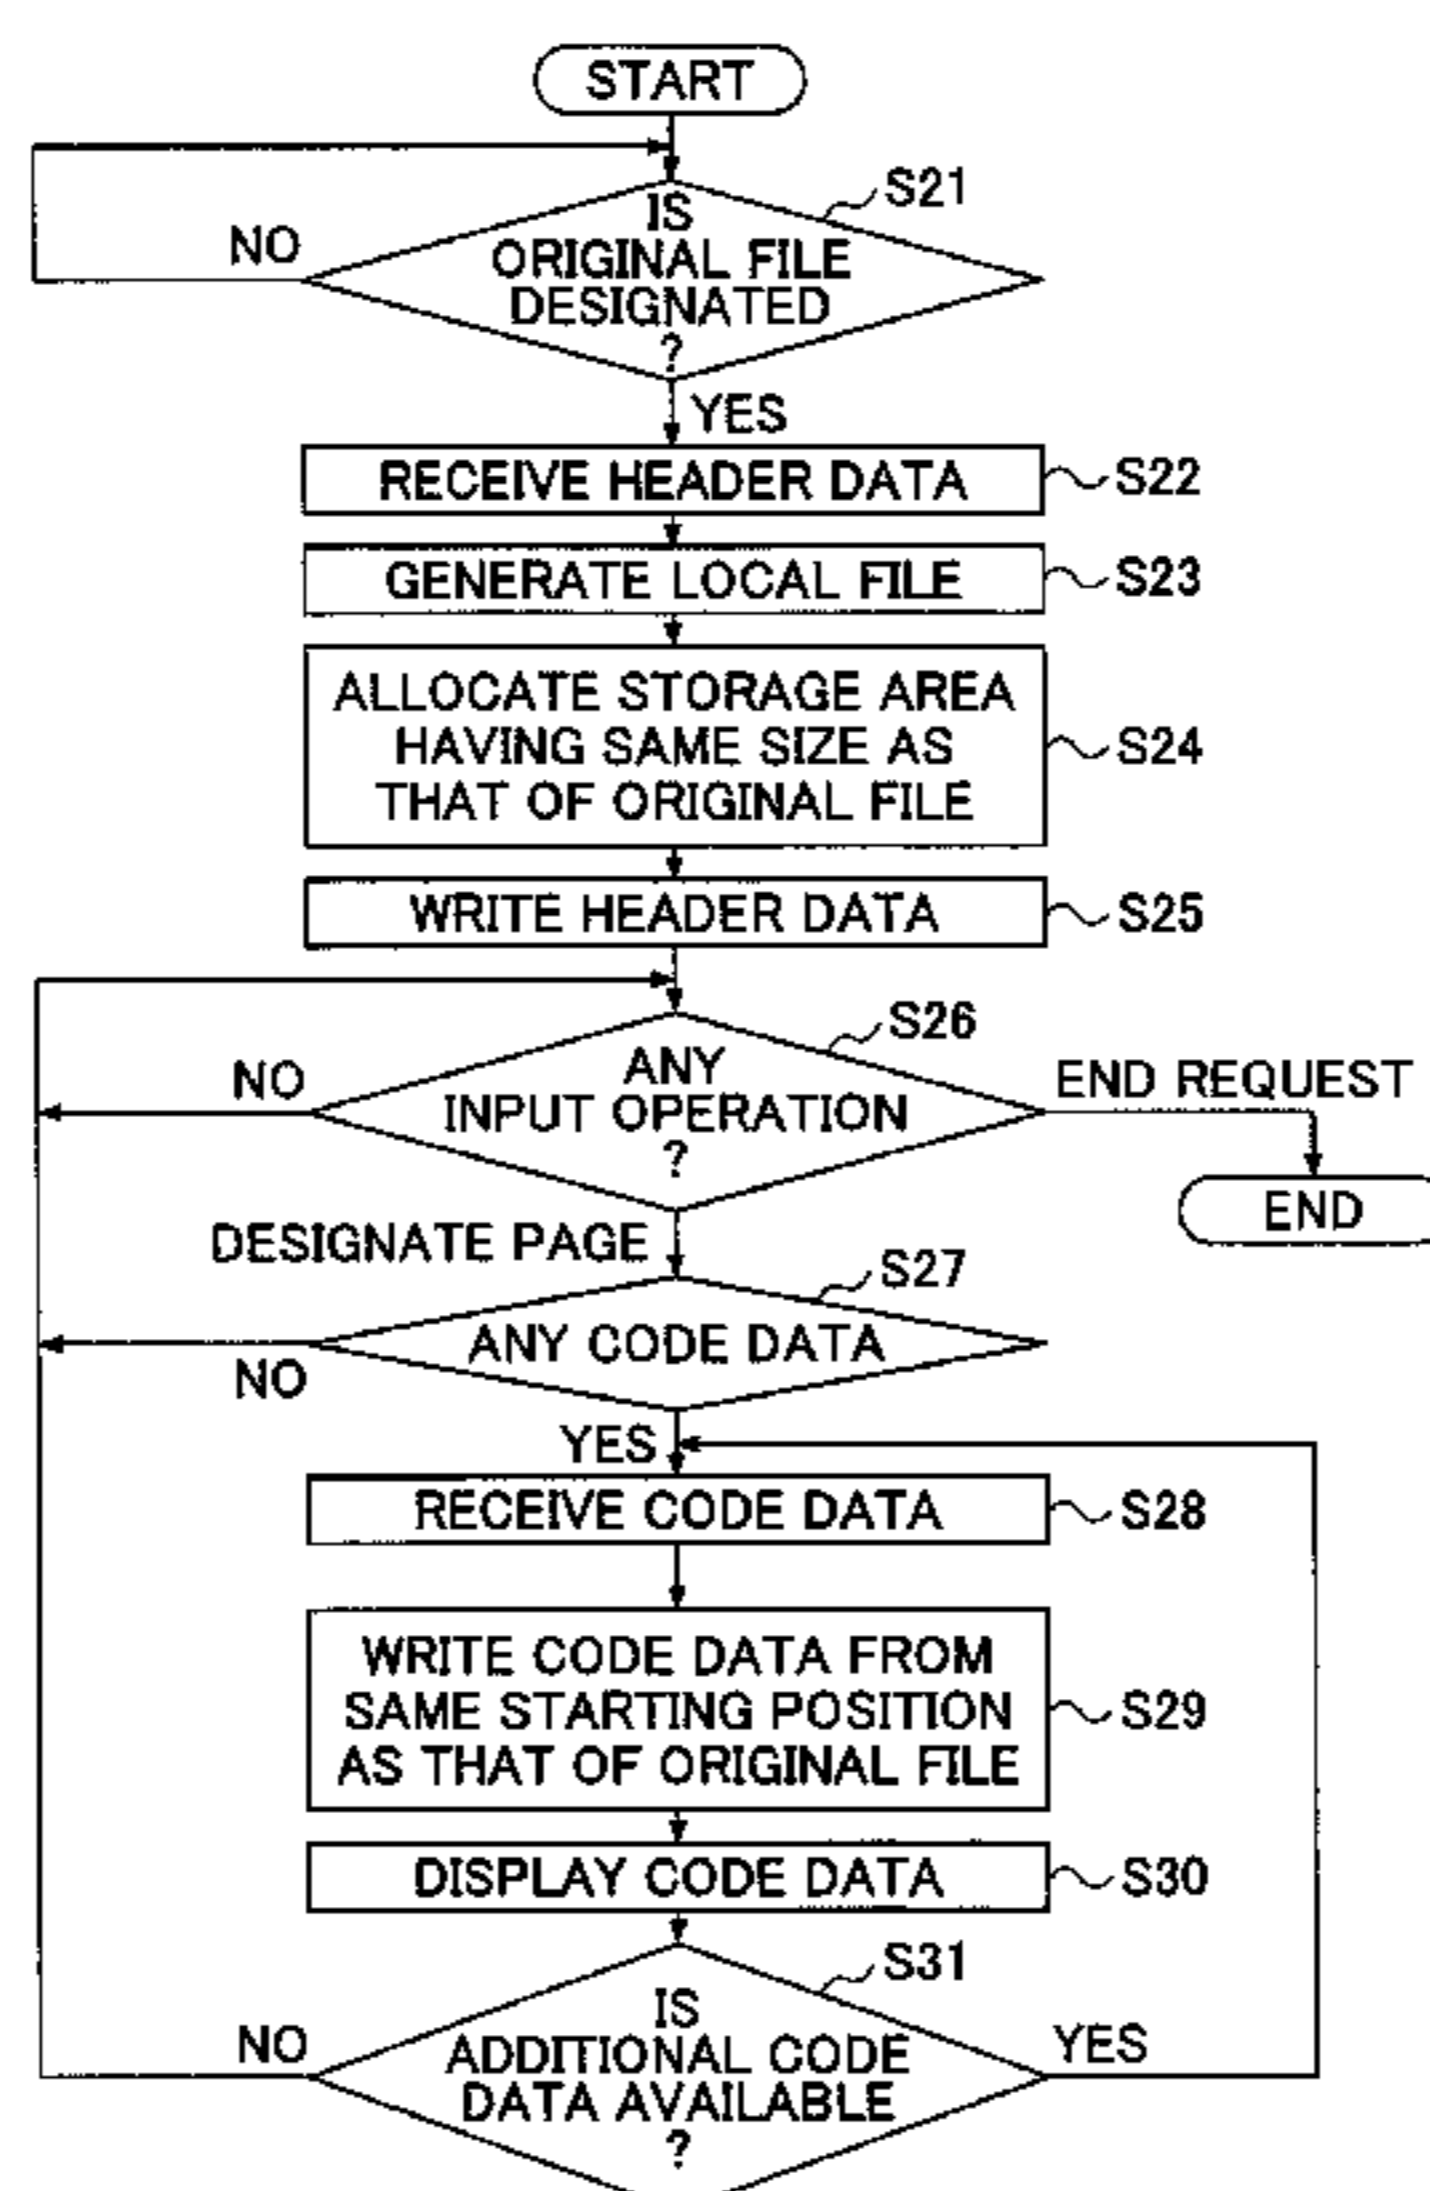 START
S21
NO
IS
ORIGINAL FILE
DESIGNATED
?
YES
RECEIVE HEADER DATA
S22
GENERATE LOCAL FILE
S23
ALLOCATE STORAGE AREA
HAVING SAME SIZE AS
THAT OF ORIGINAL FILE
S24
WRITE HEADER DATA
S25
S26
NO
ANY
INPUT OPERATION
?
END REQUEST
END
DESIGNATE PAGE
S27
ANY CODE DATA
NO
YES
RECEIVE CODE DATA
S28
WRITE CODE DATA FROM
SAME STARTING POSITION
AS THAT OF ORIGINAL FILE
S29
DISPLAY CODE DATA
S30
S31
NO
IS
ADDITIONAL CODE
DATA AVAILABLE
?
YES